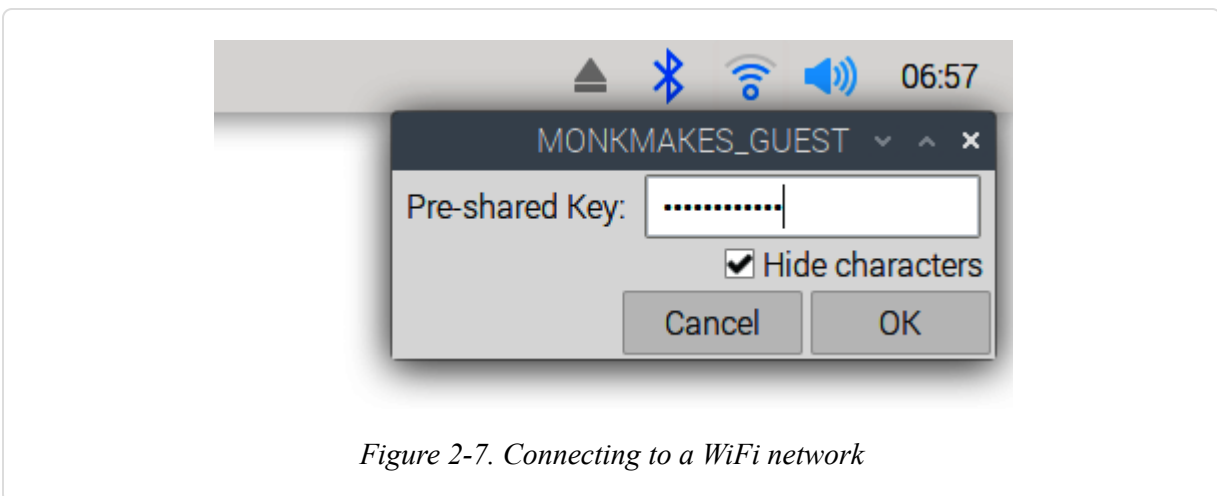 06:57
MONKMAKES_GUEST
Pre-shared Key: ••••••••••••
Hide characters
Cancel OK
Figure 2-7. Connecting to a WiFi network